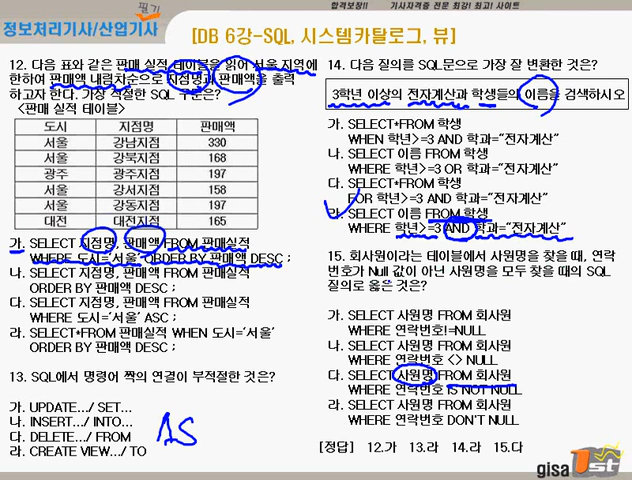 합격보장!! 기사자격증 전문 최강! 최고! 사이트
필기
정보처리기사/산업기사
[DB 6강-SQL, 시스템카탈로그, 뷰]
12. 다음 표와 같은 판매 실적 테이블을 읽어 서울 지역에
한하여 판매액 내림차순으로 지점명과 판매액을 출력
하고자 한다. 가장 적절한 SQL 구문은?
<판매 실적 테이블>
도시 지점명 판매액
서울 강남지점 330
서울 강북지점 168
광주 광주지점 197
서울 강서지점 158
서울 강동지점 197
대전 대전지점 165
가. SELECT 지점명, 판매액 FROM 판매실적
WHERE 도시='서울' ORDER BY 판매액 DESC ;
나. SELECT 지점명, 판매액 FROM 판매실적
ORDER BY 판매액 DESC ;
다. SELECT 지점명, 판매액 FROM 판매실적
WHERE 도시='서울' ASC ;
라. SELECT*FROM 판매실적 WHEN 도시='서울'
ORDER BY 판매액 DESC ;
13. SQL에서 명령어 짝의 연결이 부적절한 것은?
가. UPDATE.../ SET...
나. INSERT.../ INTO...
다. DELETE.../ FROM
라. CREATE VIEW.../ TO
AS
14. 다음 질의를 SQL문으로 가장 잘 변환한 것은?
3학년 이상의 전자계산과 학생들의 이름을 검색하시오
가. SELECT*FROM 학생
WHEN 학년>=3 AND 학과="전자계산"
나. SELECT 이름 FROM 학생
WHERE 학년>=3 OR 학과="전자계산"
다. SELECT*FROM 학생
FOR 학년>=3 AND 학과="전자계산"
라. SELECT 이름 FROM 학생
WHERE 학년>=3 AND 학과="전자계산"
15. 회사원이라는 테이블에서 사원명을 찾을 때, 연락
번호가 Null 값이 아닌 사원명을 모두 찾을 때의 SQL
질의로 옳은 것은?
가. SELECT 사원명 FROM 회사원
WHERE 연락번호!=NULL
나. SELECT 사원명 FROM 회사원
WHERE 연락번호 <> NULL
다. SELECT 사원명 FROM 회사원
WHERE 연락번호 IS NOT NULL
라. SELECT 사원명 FROM 회사원
WHERE 연락번호 DON'T NULL
[정답] 12.가 13.라 14.라 15.다
gisa 1st